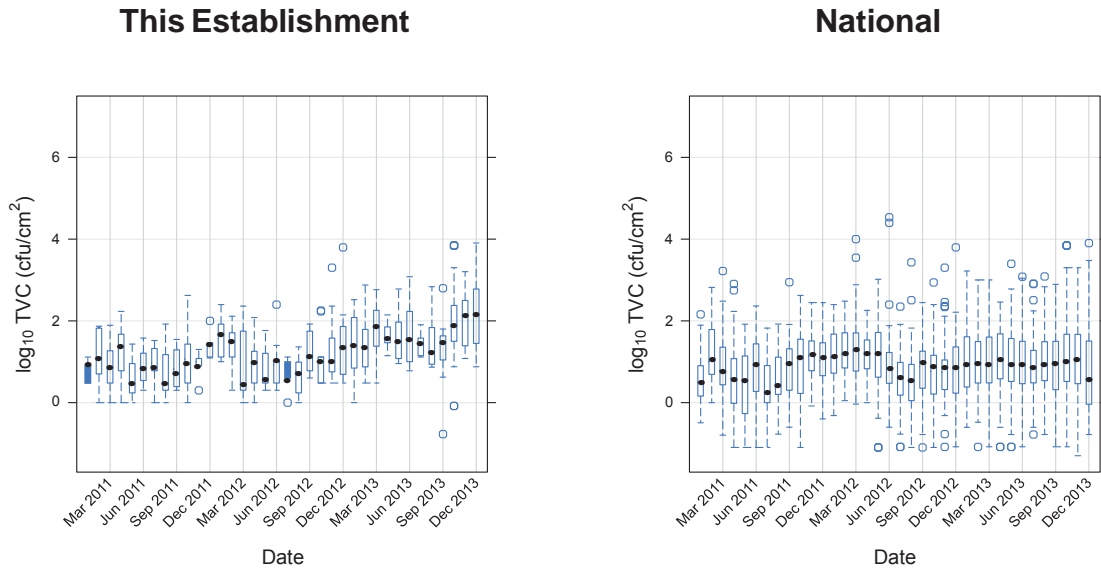 This Establishment
National
log10 TVC (cfu/cm2)
6
4
2
0
Mar 2011
Jun 2011
Sep 2011
Dec 2011
Mar 2012
Jun 2012
Sep 2012
Dec 2012
Mar 2013
Jun 2013
Sep 2013
Dec 2013
Date
log10 TVC (cfu/cm2)
6
4
2
0
Mar 2011
Jun 2011
Sep 2011
Dec 2011
Mar 2012
Jun 2012
Sep 2012
Dec 2012
Mar 2013
Jun 2013
Sep 2013
Dec 2013
Date